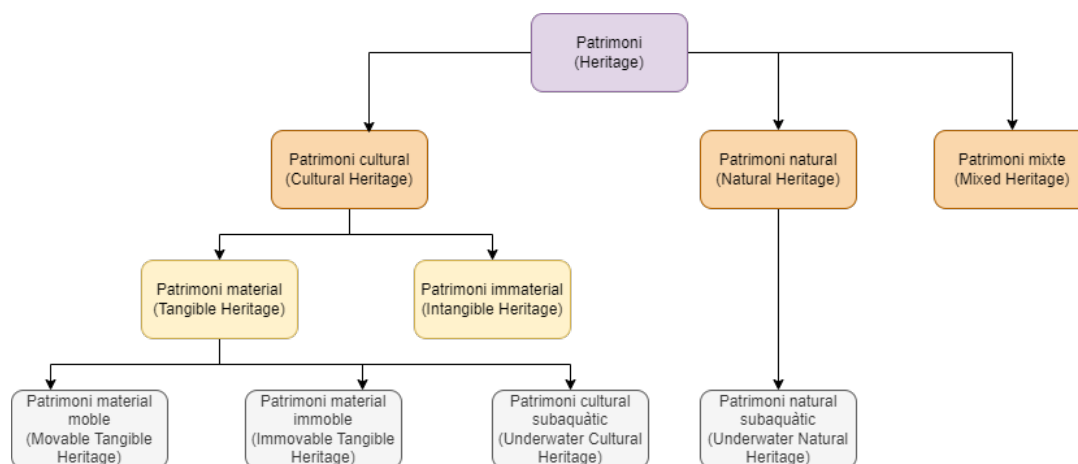 Patrimoni
(Heritage)
Patrimoni cultural
(Cultural Heritage)
Patrimoni natural
(Natural Heritage)
Patrimoni mixte
(Mixed Heritage)
Patrimoni material
(Tangible Heritage)
Patrimoni immaterial
(Intangible Heritage)
Patrimoni material
moble
(Movable Tangible
Heritage)
Patrimoni material
immoble
(Immovable Tangible
Heritage)
Patrimoni cultural
subaquàtic
(Underwater Cultural
Heritage)
Patrimoni natural
subaquàtic
(Underwater Natural
Heritage)